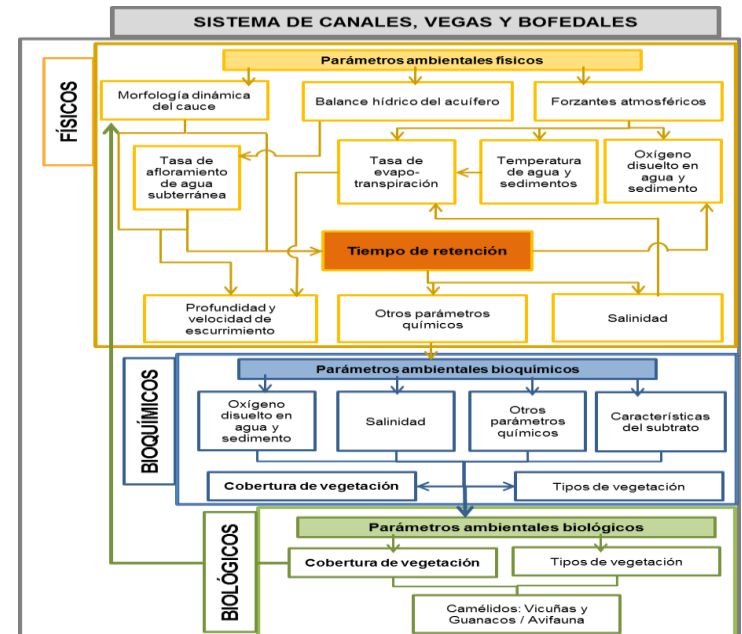 SISTEMA DE CANALES, VEGAS Y BOFEDALES
FÍSICOS
Parámetros ambientales físicos
Morfología dinámica
del cauce
Balance hídrico del acuífero
Forzantes atmosféricos
Tasa de
afloramiento
de agua
subterránea
Tasa de
evapo-
transpiración
Temperatura
de agua y
sedimentos
Oxígeno
disuelto en
agua y
sedimento
Tiempo de retención
Profundidad y
velocidad de
escurrimiento
Otros parámetros
químicos
Salinidad
BIOQUÍMICOS
Parámetros ambientales bioquímicos
Oxígeno
disuelto en
agua y
sedimento
Salinidad
Otros
parámetros
químicos
Características
del subtrato
Cobertura de vegetación
Tipos de vegetación
BIOLÓGICOS
Parámetros ambientales biológicos
Cobertura de vegetación
Tipos de vegetación
Camélidos: Vicuñas y
Guanacos / Avifauna